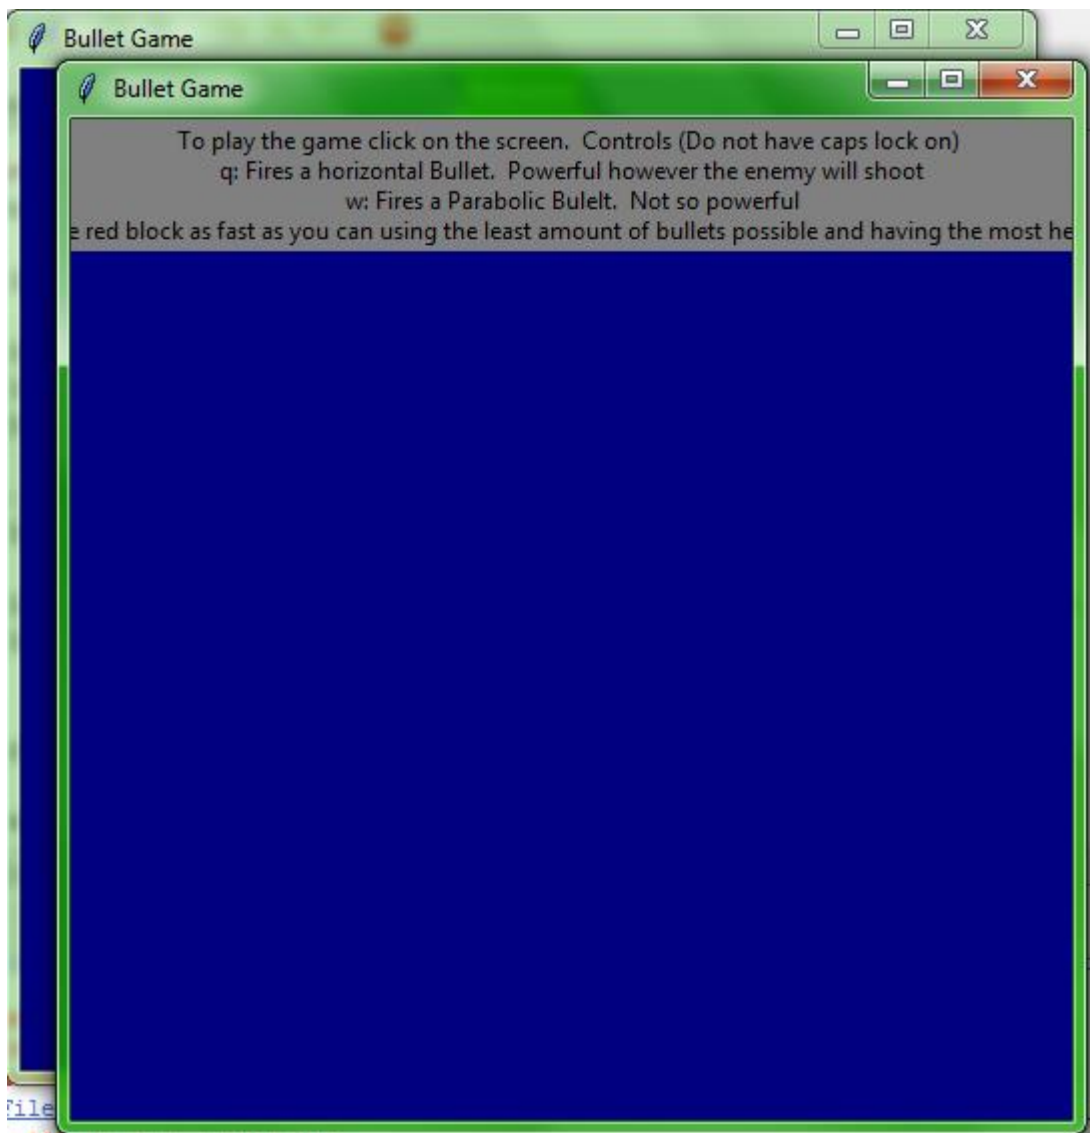 Bullet Game
Bullet Game
To play the game click on the screen.  Controls (Do not have caps lock on)
q: Fires a horizontal Bullet.  Powerful however the enemy will shoot
w: Fires a Parabolic Bulelt.  Not so powerful
red block as fast as you can using the least amount of bullets possible and having the most
File